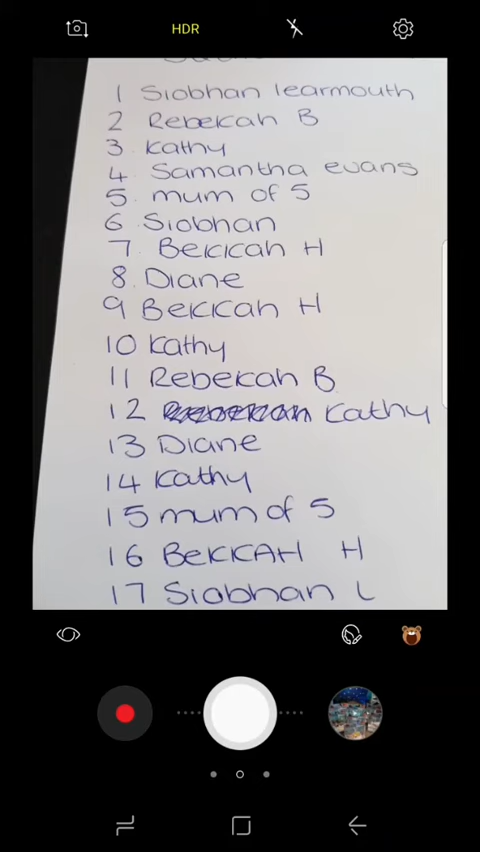 HDR
1 Siobhan learmouth
2 Rebekah B
3 Kathy
4. Samantha evans
5. mum of 5
6 Siobhan
7. Bekkah H
8. Diane
9 Bekkah H
10 Kathy
11 Rebekah B
12 Kathy
13 Diane
14 Kathy
15 mum of 5
16 BEKKAH H
17 Siobhan L